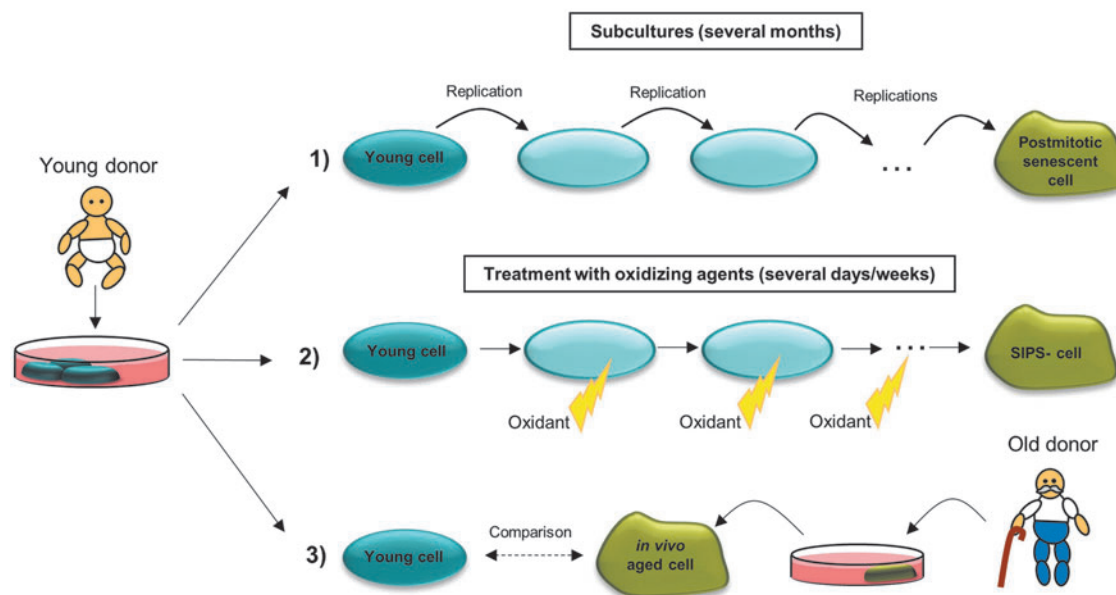 Subcultures (several months)
Replication
Replication
Replications
Young donor
1)
Young cell
...
Postmitotic
senescent
cell
Treatment with oxidizing agents (several days/weeks)
2)
Young cell
...
SIPS- cell
Oxidant
Oxidant
Oxidant
Old donor
3)
Young cell
Comparison
in vivo
aged cell